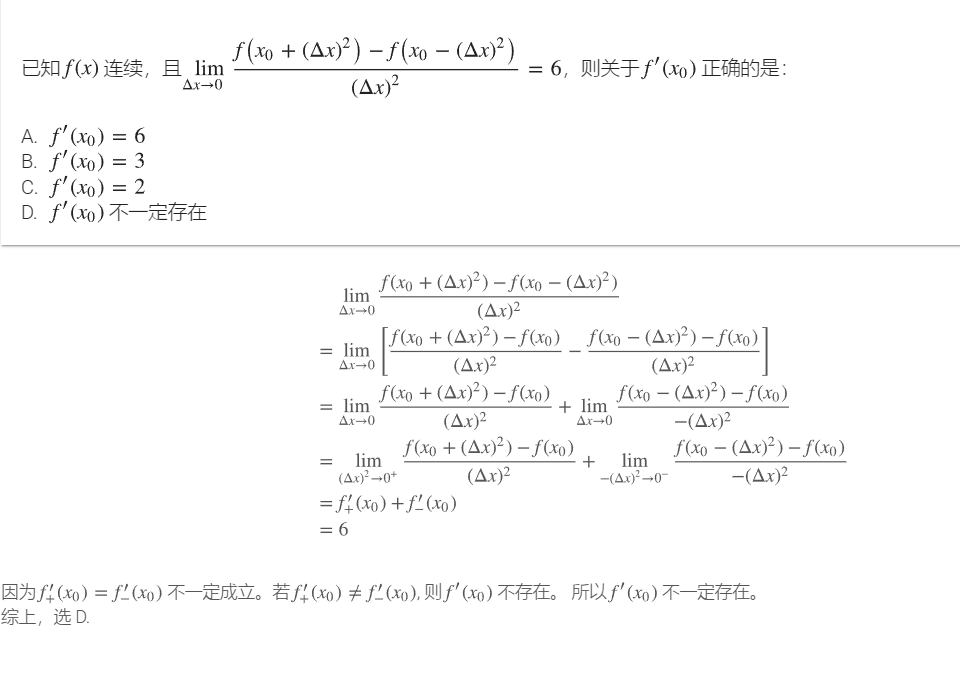 已知 f(x) 连续，且 \lim_{\Delta x \to 0} \frac{f(x_0 + (\Delta x)^2) - f(x_0 - (\Delta x)^2)}{(\Delta x)^2} = 6，则关于 f'(x_0) 正确的是：
A. f'(x_0) = 6
B. f'(x_0) = 3
C. f'(x_0) = 2
D. f'(x_0) 不一定存在
\lim_{\Delta x \to 0} \frac{f(x_0 + (\Delta x)^2) - f(x_0 - (\Delta x)^2)}{(\Delta x)^2}
= \lim_{\Delta x \to 0} \left[ \frac{f(x_0 + (\Delta x)^2) - f(x_0)}{(\Delta x)^2} - \frac{f(x_0 - (\Delta x)^2) - f(x_0)}{(\Delta x)^2} \right]
= \lim_{\Delta x \to 0} \frac{f(x_0 + (\Delta x)^2) - f(x_0)}{(\Delta x)^2} + \lim_{\Delta x \to 0} \frac{f(x_0 - (\Delta x)^2) - f(x_0)}{-(\Delta x)^2}
= \lim_{(\Delta x)^2 \to 0^+} \frac{f(x_0 + (\Delta x)^2) - f(x_0)}{(\Delta x)^2} + \lim_{-(\Delta x)^2 \to 0^-} \frac{f(x_0 - (\Delta x)^2) - f(x_0)}{-(\Delta x)^2}
= f'_+(x_0) + f'_-(x_0)
= 6
因为 f'_+(x_0) = f'_-(x_0) 不一定成立。若 f'_+(x_0) ≠ f'_-(x_0), 则 f'(x_0) 不存在。 所以 f'(x_0) 不一定存在。
综上，选 D.